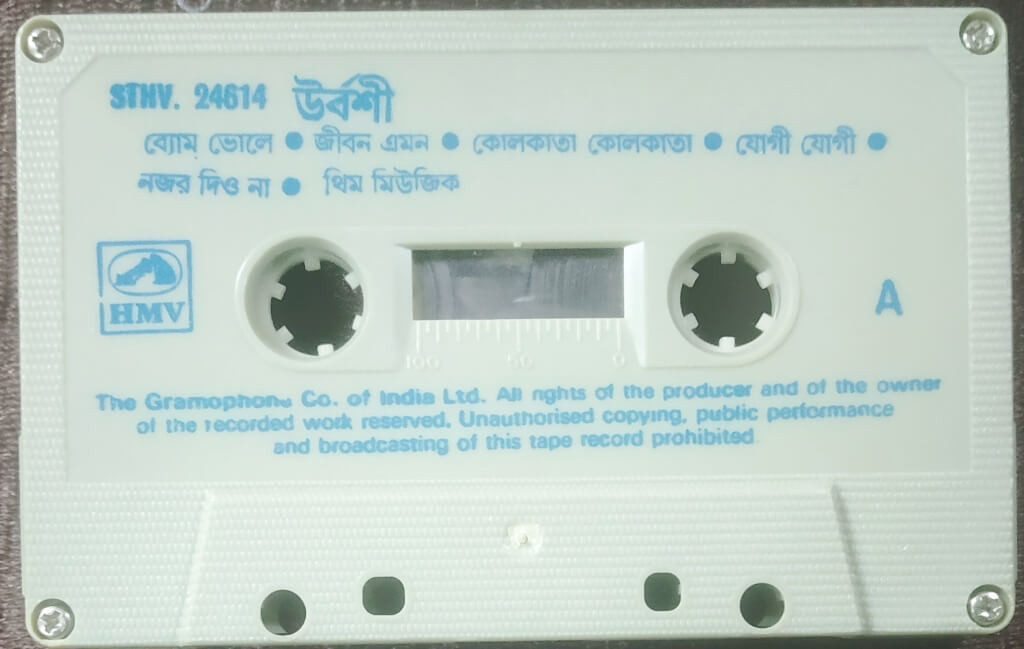 STHV. 24614 উর্বশী
ব্যোম ভোলে ● জীবন এমন ● কোলকাতা কোলকাতা ● যোগী যোগী ●
নজর দিও না ● থিম মিউজিক
HMV
A
100 50 0
The Gramophone Co. of India Ltd. All rights of the producer and of the owner
of the recorded work reserved. Unauthorised copying, public performance
and broadcasting of this tape record prohibited.